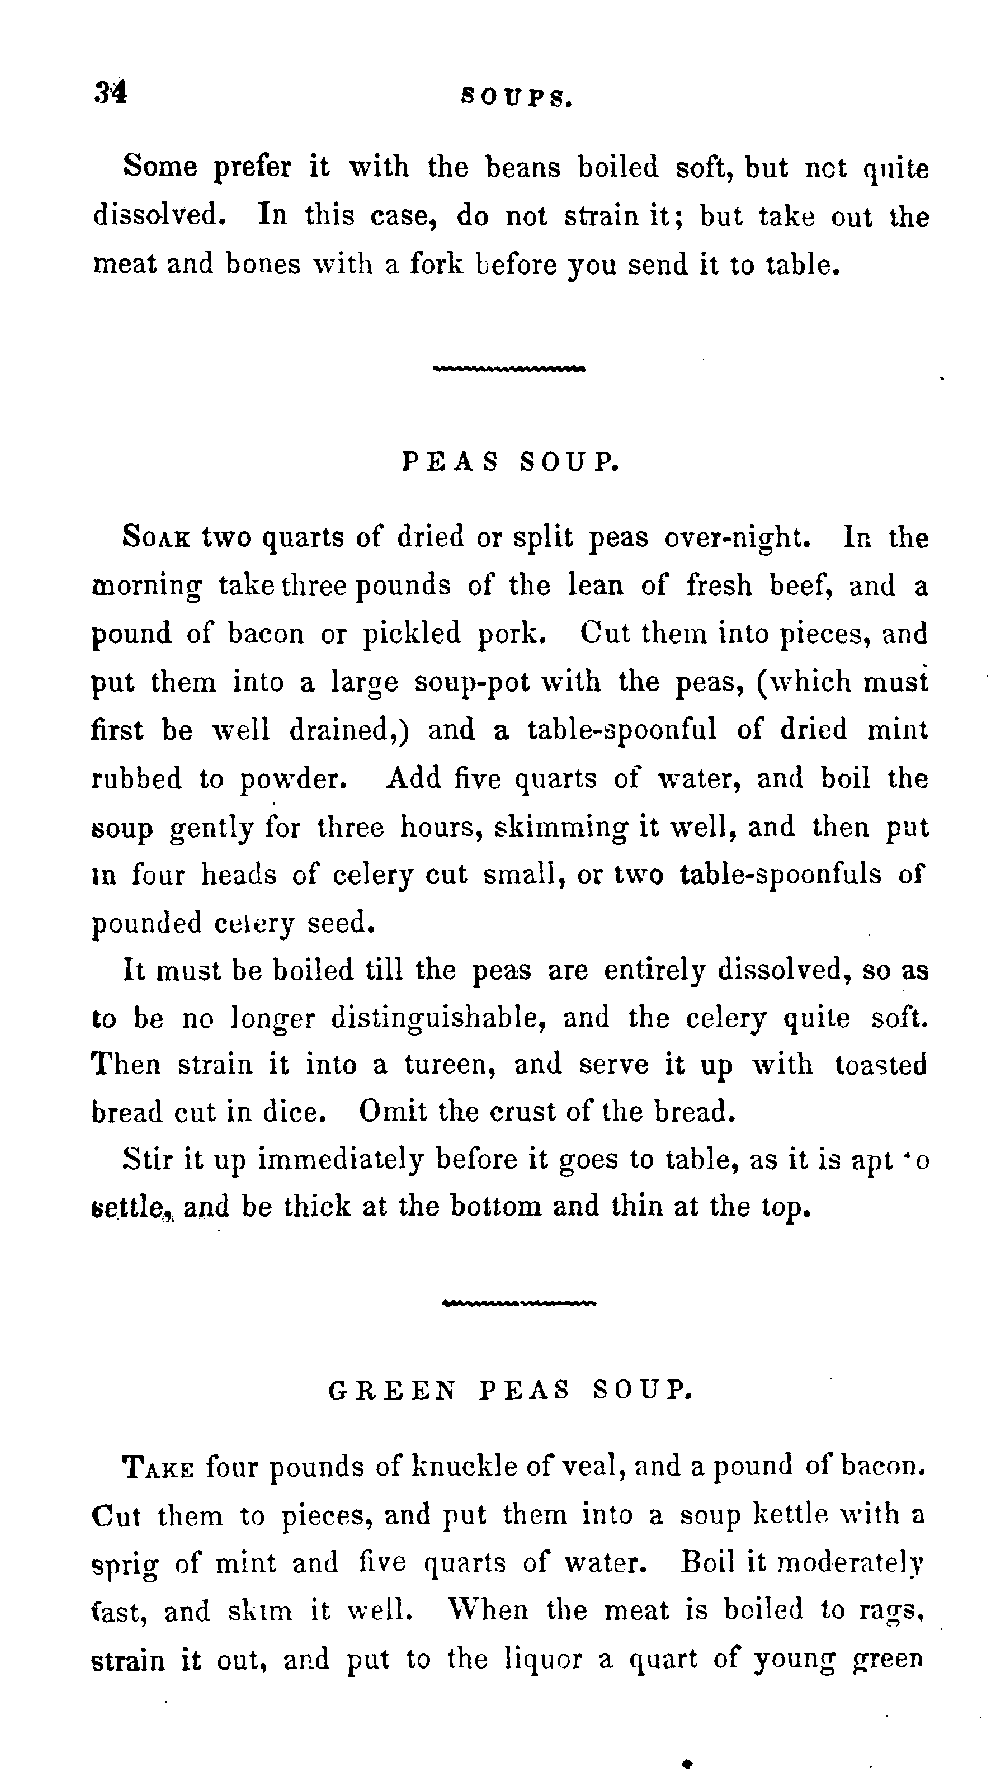 34 SOUPS.
Some prefer it with the beans boiled soft, but not quite
dissolved. In this case, do not strain it; but take out the
meat and bones with a fork before you send it to table.
PEAS SOUP.
SOAK two quarts of dried or split peas over-night. In the
morning take three pounds of the lean of fresh beef, and a
pound of bacon or pickled pork. Cut them into pieces, and
put them into a large soup-pot with the peas, (which must
first be well drained,) and a table-spoonful of dried mint
rubbed to powder. Add five quarts of water, and boil the
soup gently for three hours, skimming it well, and then put
in four heads of celery cut small, or two table-spoonfuls of
pounded celery seed.
It must be boiled till the peas are entirely dissolved, so as
to be no longer distinguishable, and the celery quite soft.
Then strain it into a tureen, and serve it up with toasted
bread cut in dice. Omit the crust of the bread.
Stir it up immediately before it goes to table, as it is apt to
settle, and be thick at the bottom and thin at the top.
GREEN PEAS SOUP.
TAKE four pounds of knuckle of veal, and a pound of bacon.
Cut them to pieces, and put them into a soup kettle with a
sprig of mint and five quarts of water. Boil it moderately
fast, and skim it well. When the meat is boiled to rags,
strain it out, and put to the liquor a quart of young green